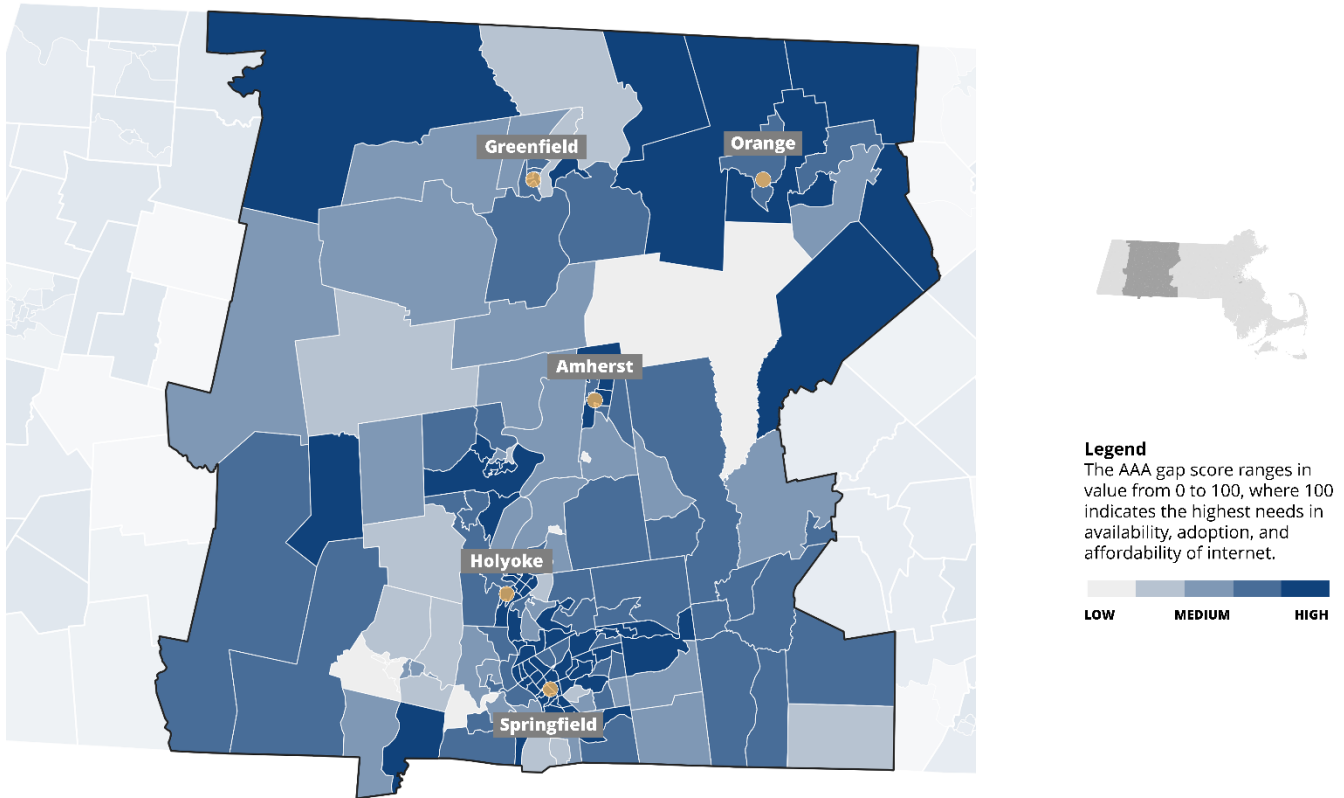 Greenfield
Orange
Amherst
Holyoke
Springfield
Legend
The AAA gap score ranges in
value from 0 to 100, where 100
indicates the highest needs in
availability, adoption, and
affordability of internet.
LOW MEDIUM HIGH